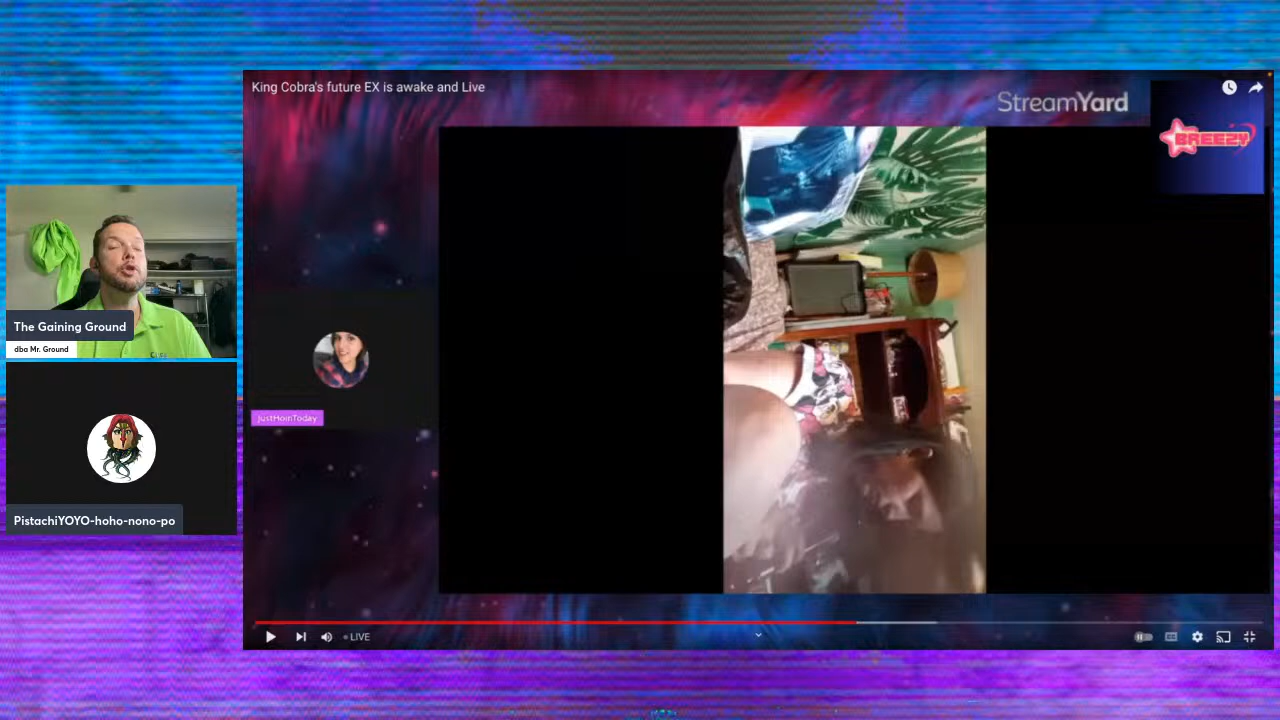 King Cobra's future EX is awake and Live
StreamYard
BREEZY
The Gaining Ground
dba Mr. Ground
JustHomToday
PistachiYOYO-hoho-nono-po
LIVE